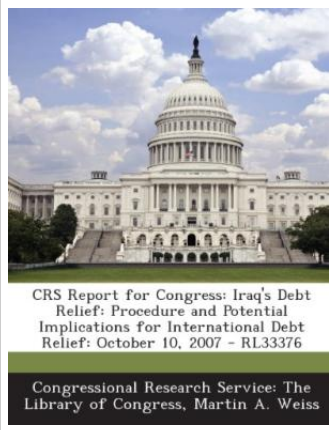 CRS Report for Congress: Iraq's Debt
Relief: Procedure and Potential
Implications for International Debt
Relief: October 10, 2007 - RL33376
Congressional Research Service: The
Library of Congress, Martin A. Weiss